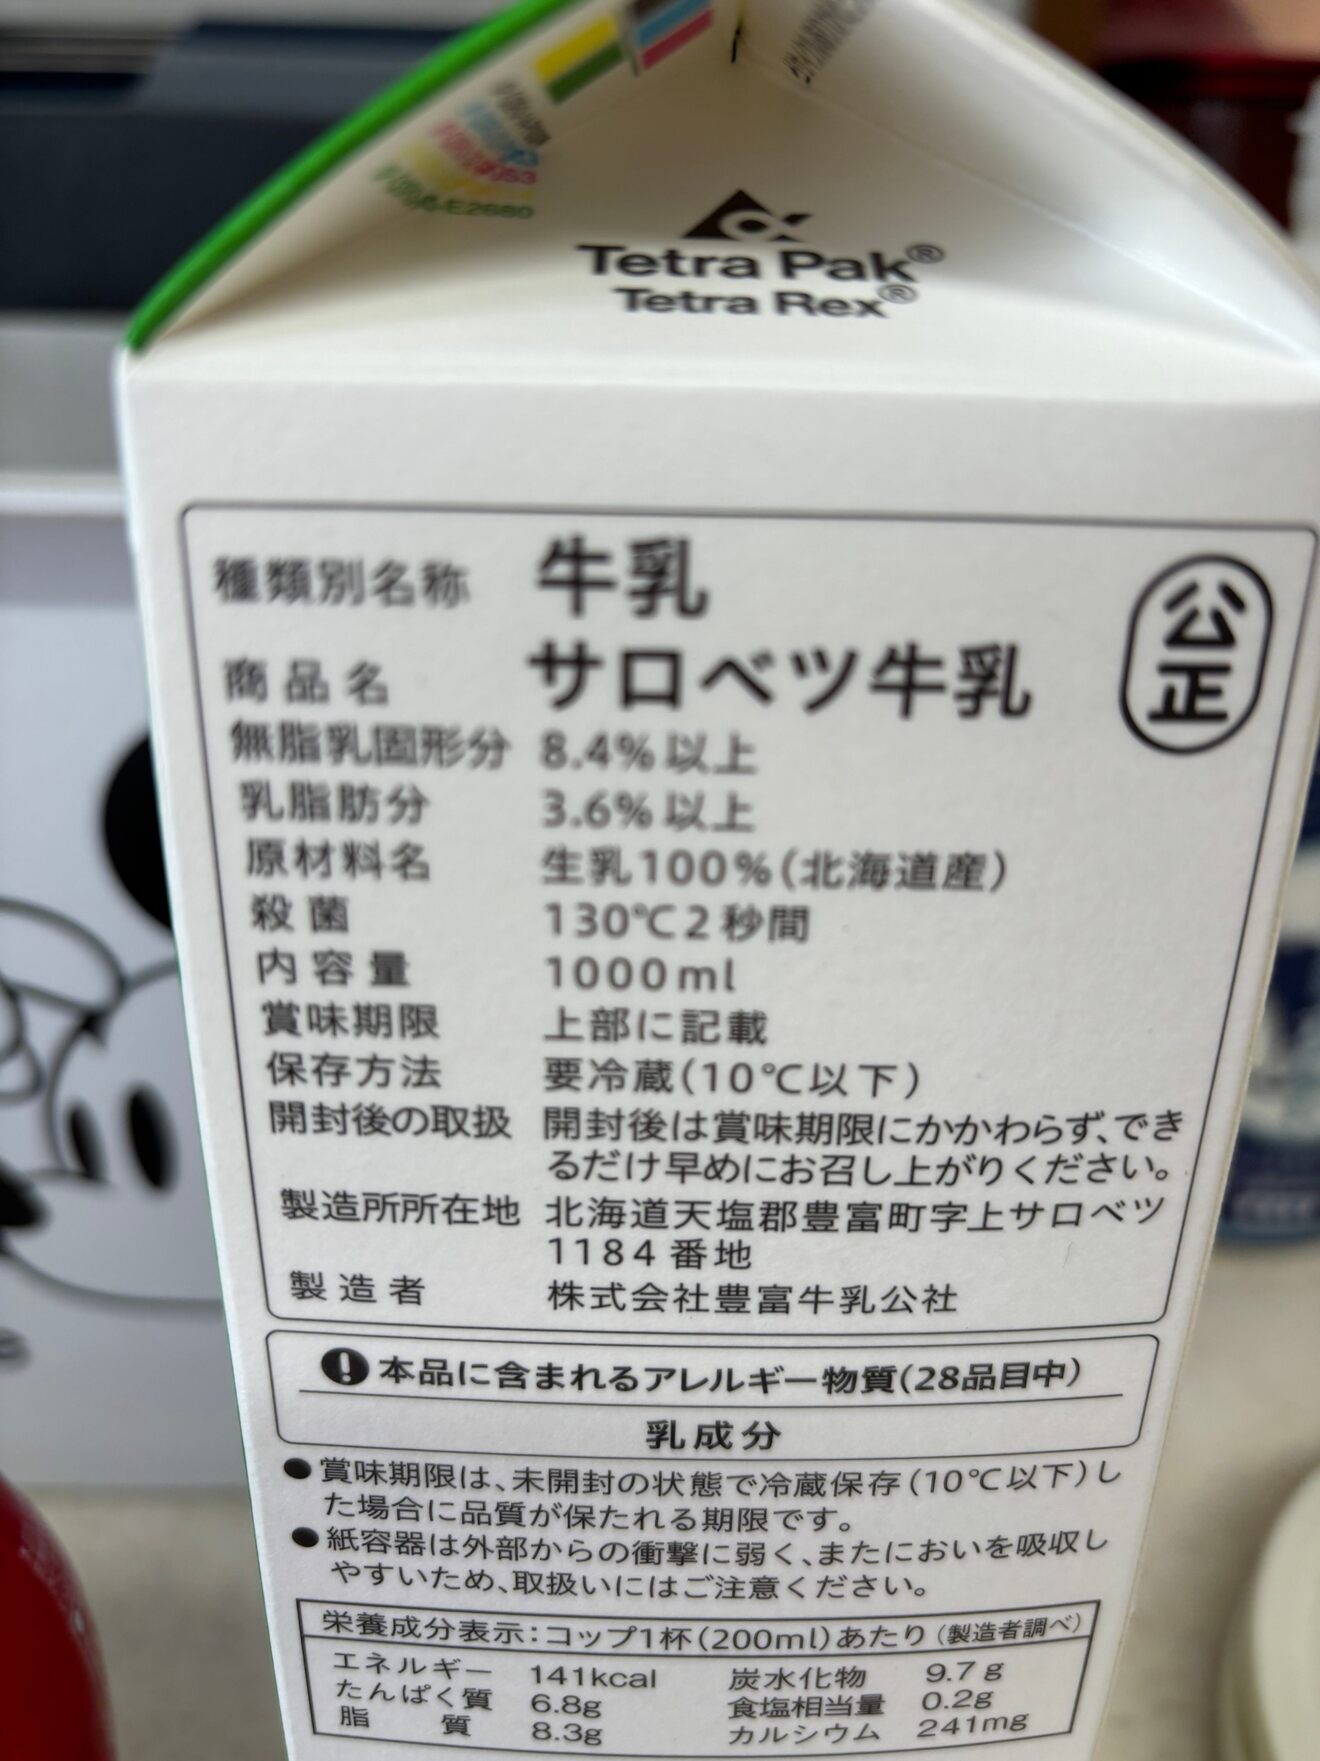 Tetra Pak®
Tetra Rex®
種類別名称 牛乳
商品名 サロベツ牛乳
公正
無脂乳固形分 8.4%以上
乳脂肪分 3.6%以上
原材料名 生乳100%(北海道産)
殺菌 130℃2秒間
内容量 1000ml
賞味期限 上部に記載
保存方法 要冷蔵(10℃以下)
開封後の取扱 開封後は賞味期限にかかわらず、でき
るだけ早めにお召し上がりください。
製造所所在地 北海道天塩郡豊富町字上サロベツ
1184番地
製造者 株式会社豊富牛乳公社
本品に含まれるアレルギー物質(28品目中)
乳成分
●賞味期限は、未開封の状態で冷蔵保存(10℃以下)し
た場合に品質が保たれる期限です。
●紙容器は外部からの衝撃に弱く、またにおいを吸収し
やすいため、取扱いにはご注意ください。
栄養成分表示:コップ1杯(200ml)あたり(製造者調べ)
エネルギー 141kcal 炭水化物 9.7g
たんぱく質 6.8g 食塩相当量 0.2g
脂質 8.3g カルシウム 241mg